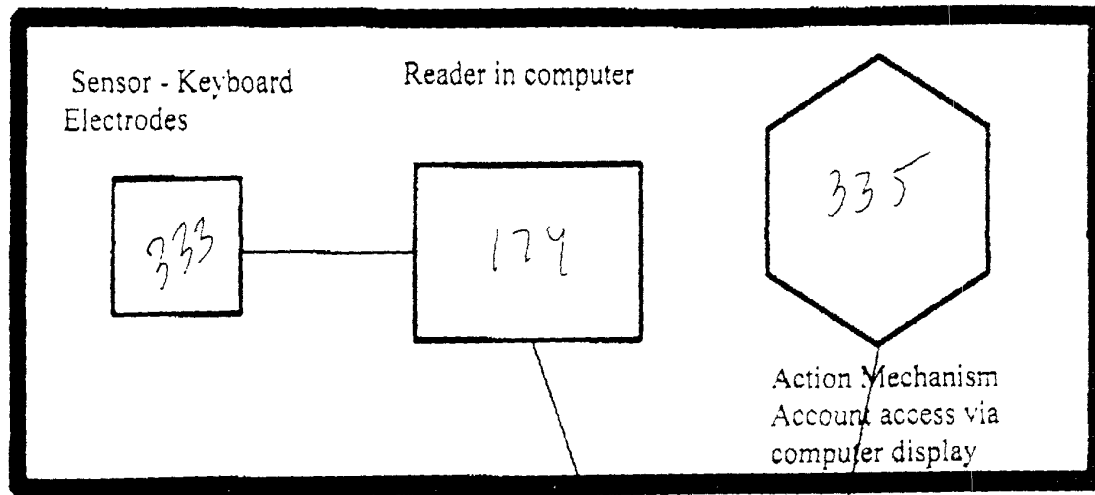 Sensor - Keyboard
Electrodes
Reader in computer
333
174
335
Action Mechanism
Account access via
computer display